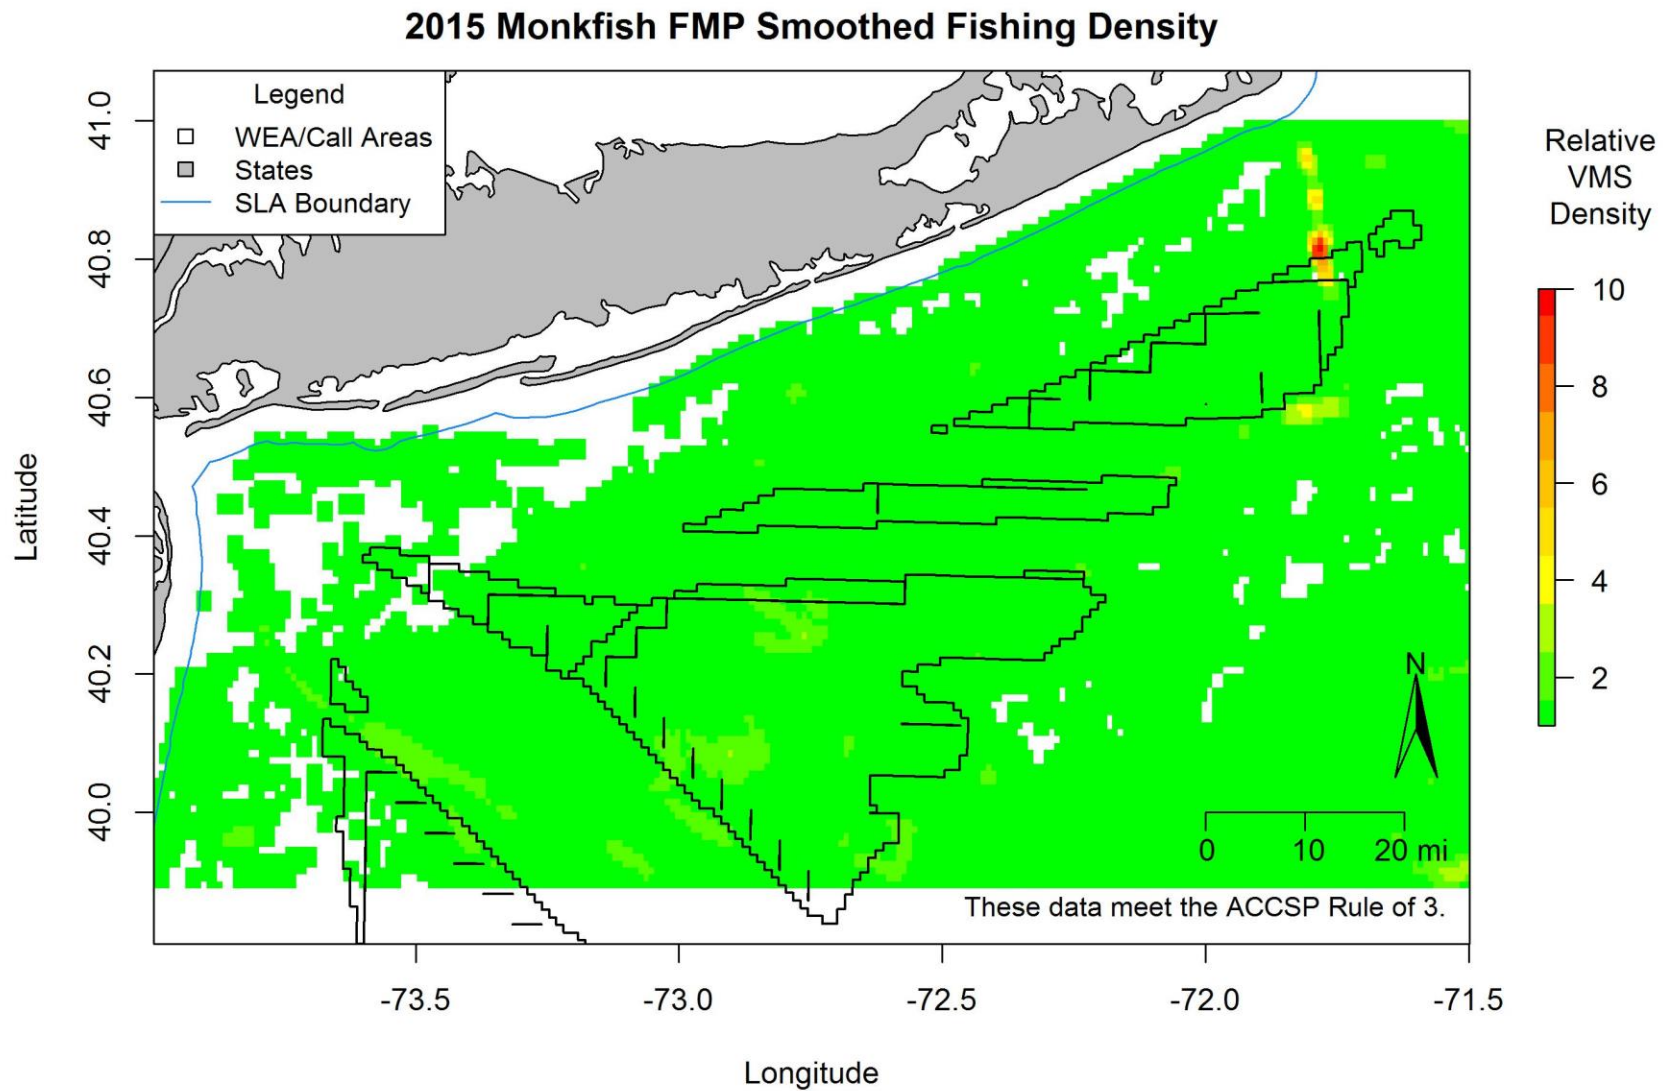 2015 Monkfish FMP Smoothed Fishing Density
Legend
WEA/Call Areas
States
SLA Boundary
Relative
VMS
Density
10
8
6
4
2
41.0
40.8
40.6
40.4
40.2
40.0
Latitude
N
0 10 20 mi
These data meet the ACCSP Rule of 3.
-73.5 -73.0 -72.5 -72.0 -71.5
Longitude